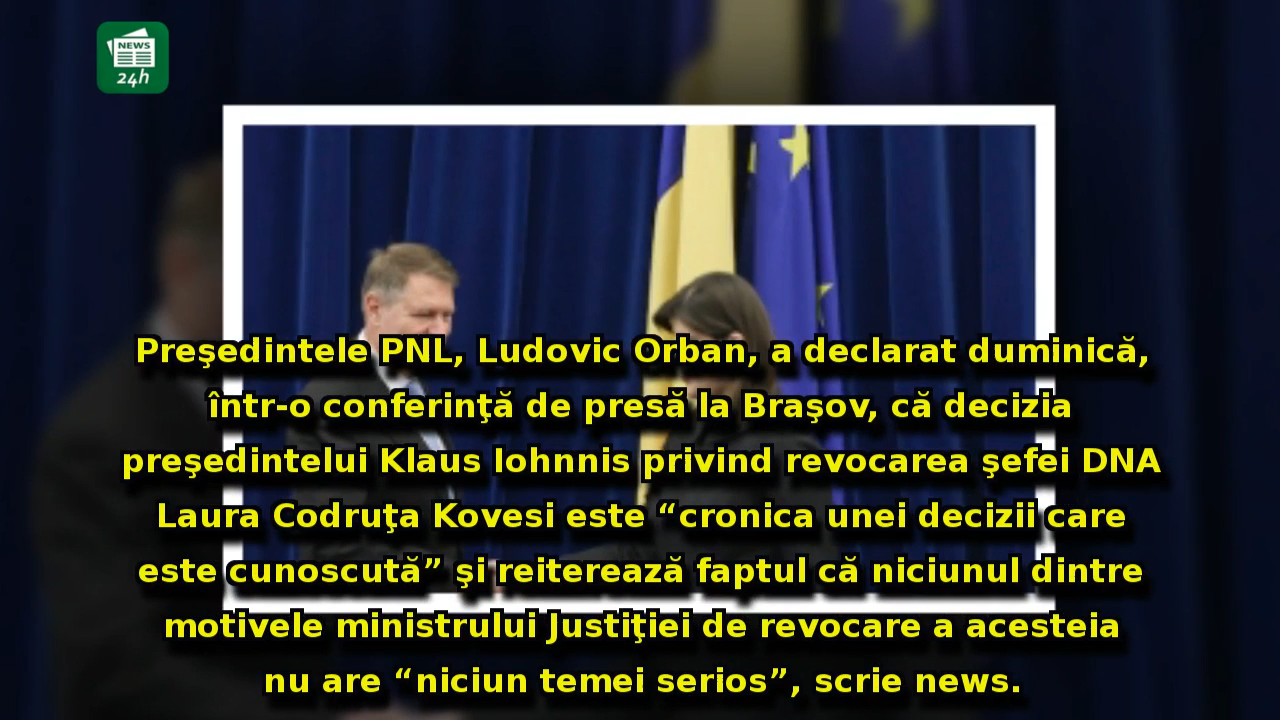 NEWS
24h
Preşedintele PNL, Ludovic Orban, a declarat duminică,
într-o conferinţă de presă la Braşov, că decizia
preşedintelui Klaus Iohnnis privind revocarea şefei DNA
Laura Codruţa Kovesi este “cronica unei decizii care
este cunoscută” şi reiterează faptul că niciunul dintre
motivele ministrului Justiţiei de revocare a acesteia
nu are “niciun temei serios”, scrie news.